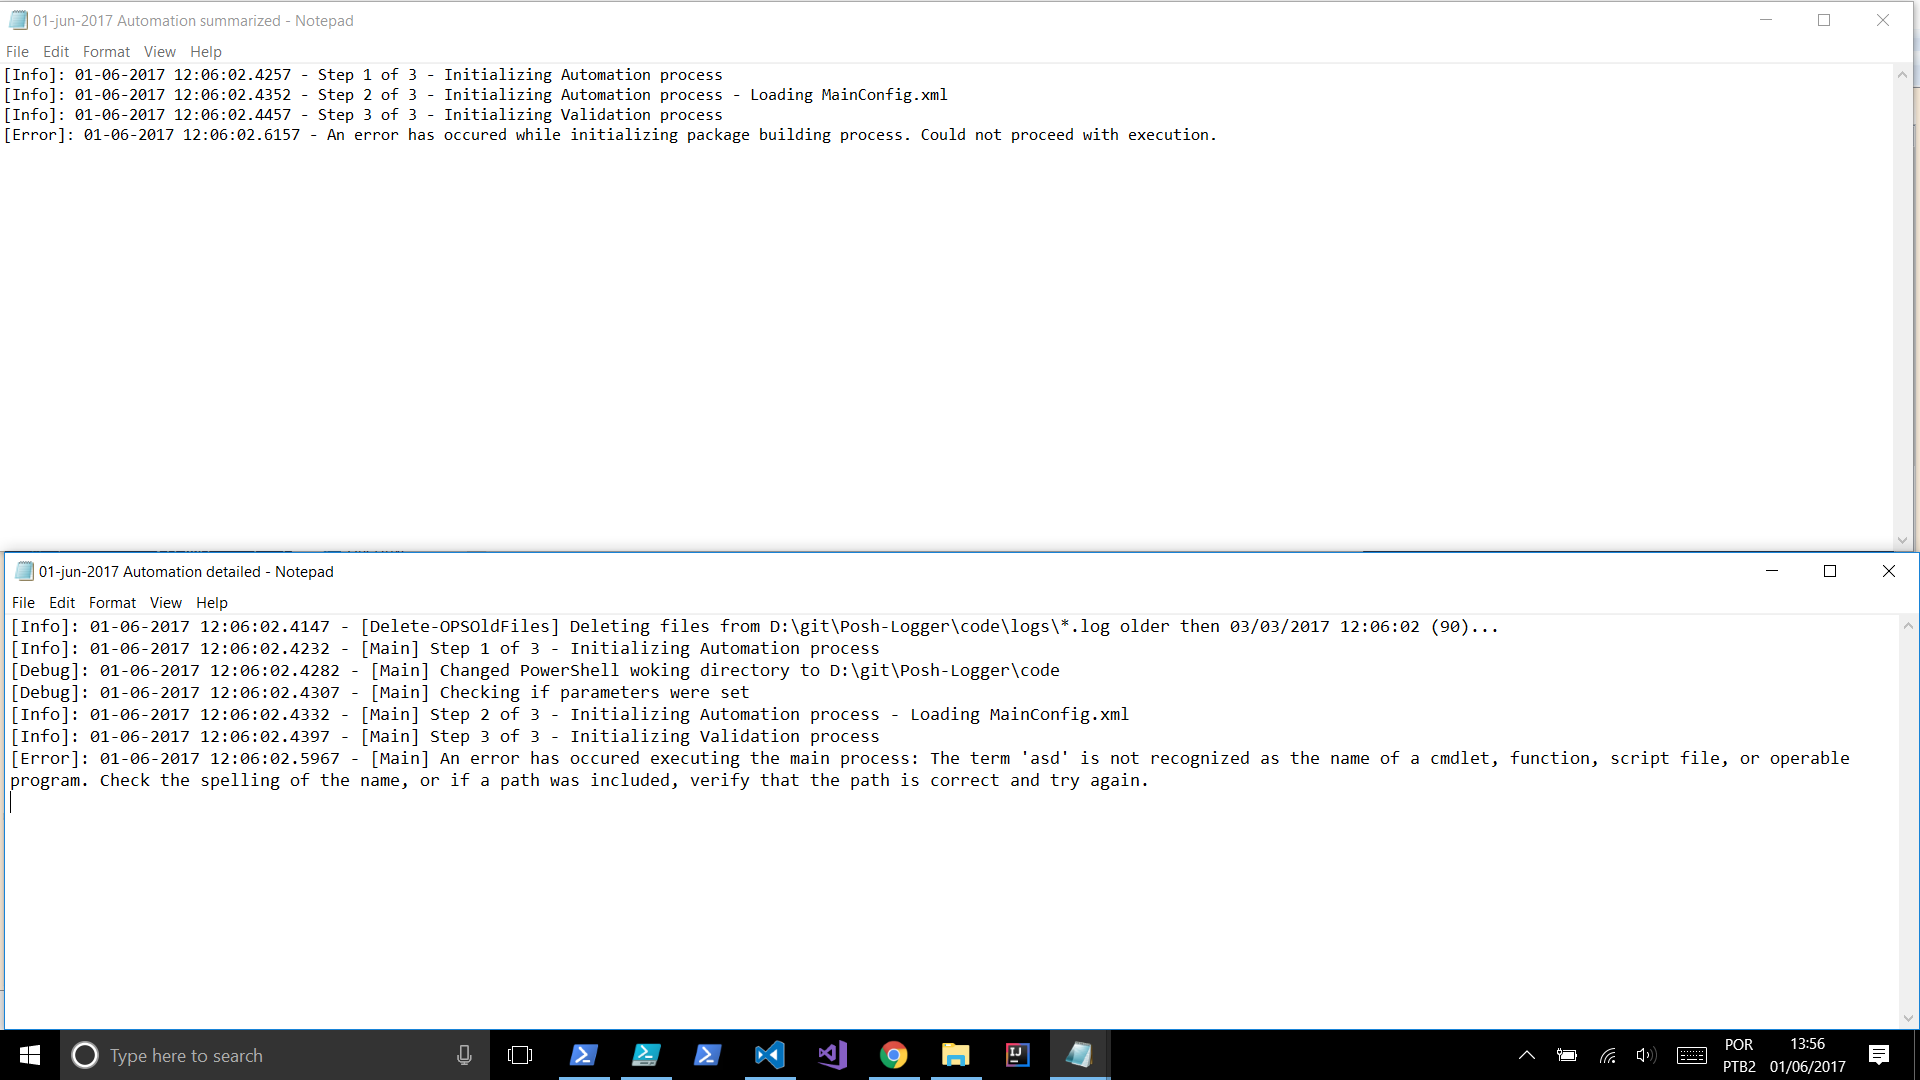 01-jun-2017 Automation summarized - Notepad
File Edit Format View Help
[Info]: 01-06-2017 12:06:02.4257 - Step 1 of 3 - Initializing Automation process
[Info]: 01-06-2017 12:06:02.4352 - Step 2 of 3 - Initializing Automation process - Loading MainConfig.xml
[Info]: 01-06-2017 12:06:02.4457 - Step 3 of 3 - Initializing Validation process
[Error]: 01-06-2017 12:06:02.6157 - An error has occured while initializing package building process. Could not proceed with execution.
01-jun-2017 Automation detailed - Notepad
File Edit Format View Help
[Info]: 01-06-2017 12:06:02.4147 - [Delete-OPSOldFiles] Deleting files from D:\git\Posh-Logger\code\logs\*.log older then 03/03/2017 12:06:02 (90)...
[Info]: 01-06-2017 12:06:02.4232 - [Main] Step 1 of 3 - Initializing Automation process
[Debug]: 01-06-2017 12:06:02.4282 - [Main] Changed PowerShell woking directory to D:\git\Posh-Logger\code
[Debug]: 01-06-2017 12:06:02.4307 - [Main] Checking if parameters were set
[Info]: 01-06-2017 12:06:02.4332 - [Main] Step 2 of 3 - Initializing Automation process - Loading MainConfig.xml
[Info]: 01-06-2017 12:06:02.4397 - [Main] Step 3 of 3 - Initializing Validation process
[Error]: 01-06-2017 12:06:02.5967 - [Main] An error has occured executing the main process: The term 'asd' is not recognized as the name of a cmdlet, function, script file, or operable
program. Check the spelling of the name, or if a path was included, verify that the path is correct and try again.
Type here to search
IJ
POR
PTB2
13:56
01/06/2017